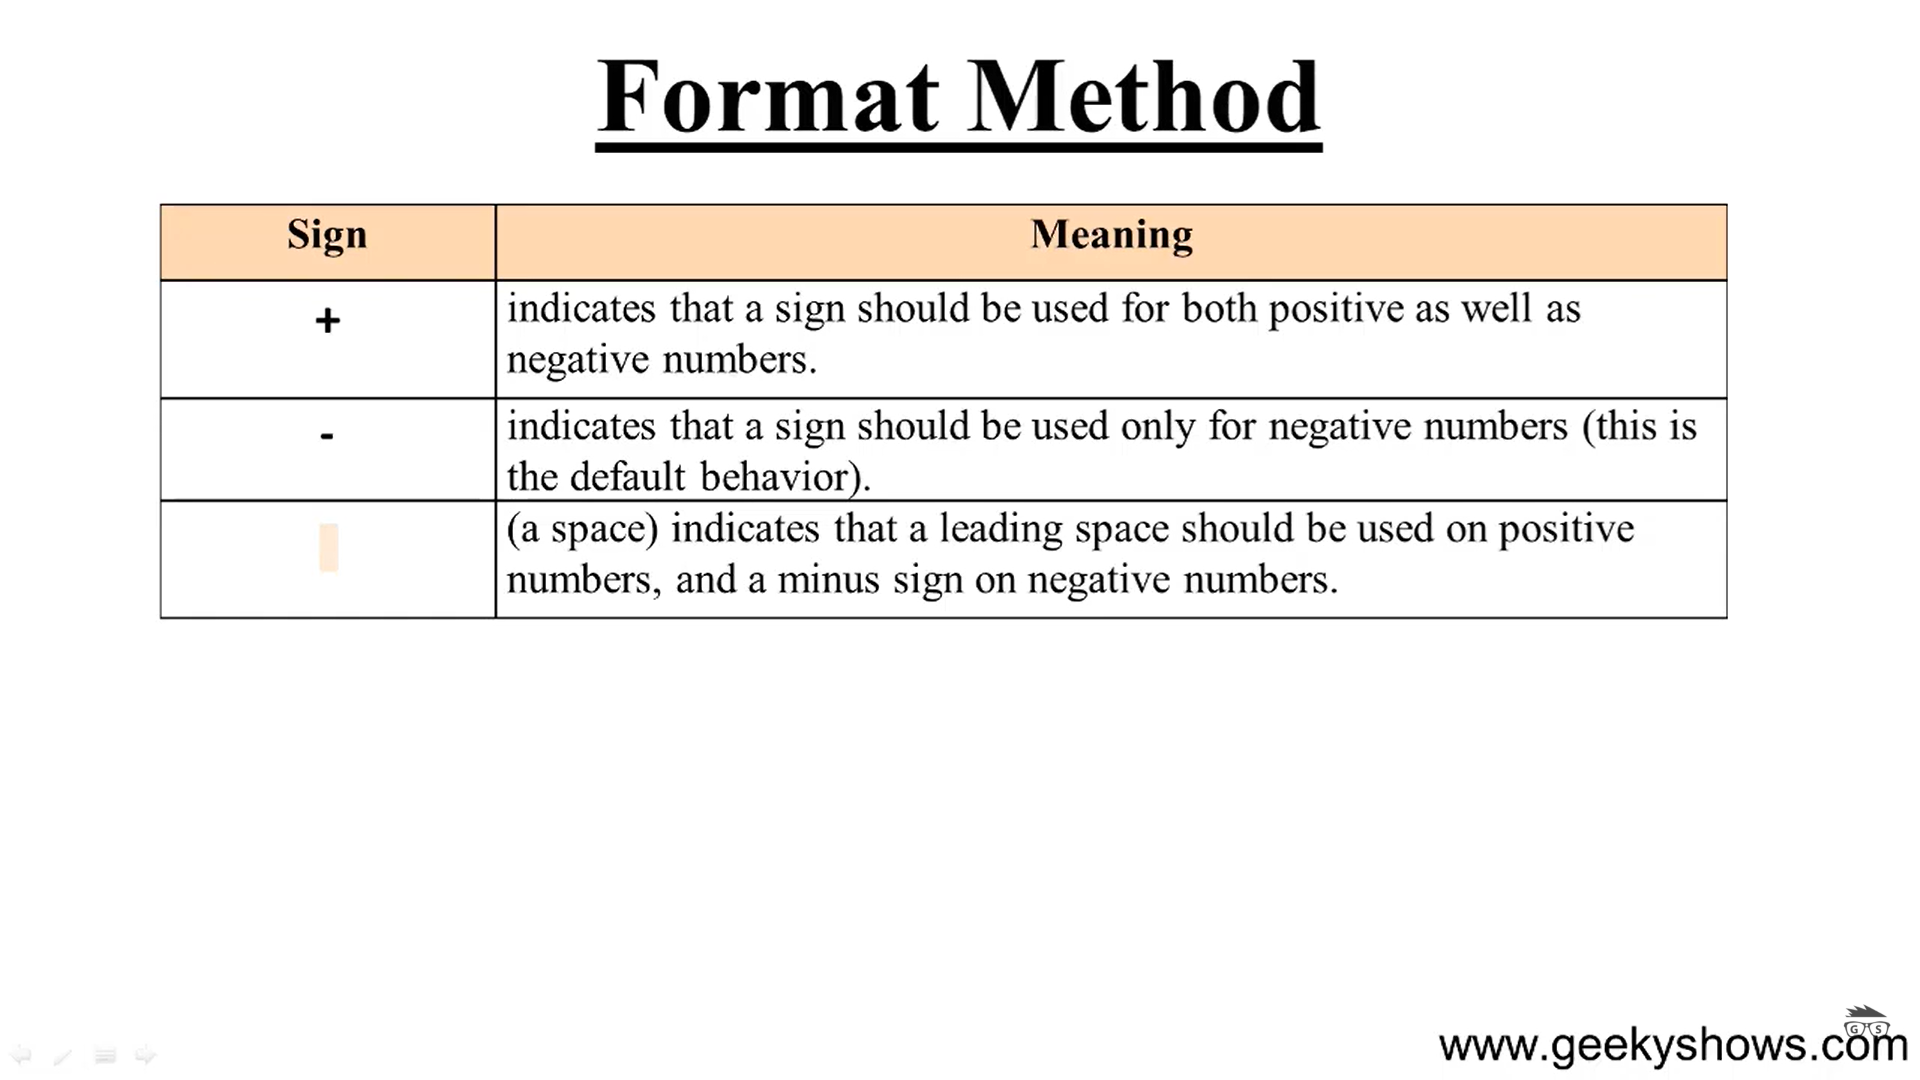 Format Method
Sign
Meaning
+
indicates that a sign should be used for both positive as well as
negative numbers.
-
indicates that a sign should be used only for negative numbers (this is
the default behavior).
(a space) indicates that a leading space should be used on positive
numbers, and a minus sign on negative numbers.
G S
www.geekyshows.com